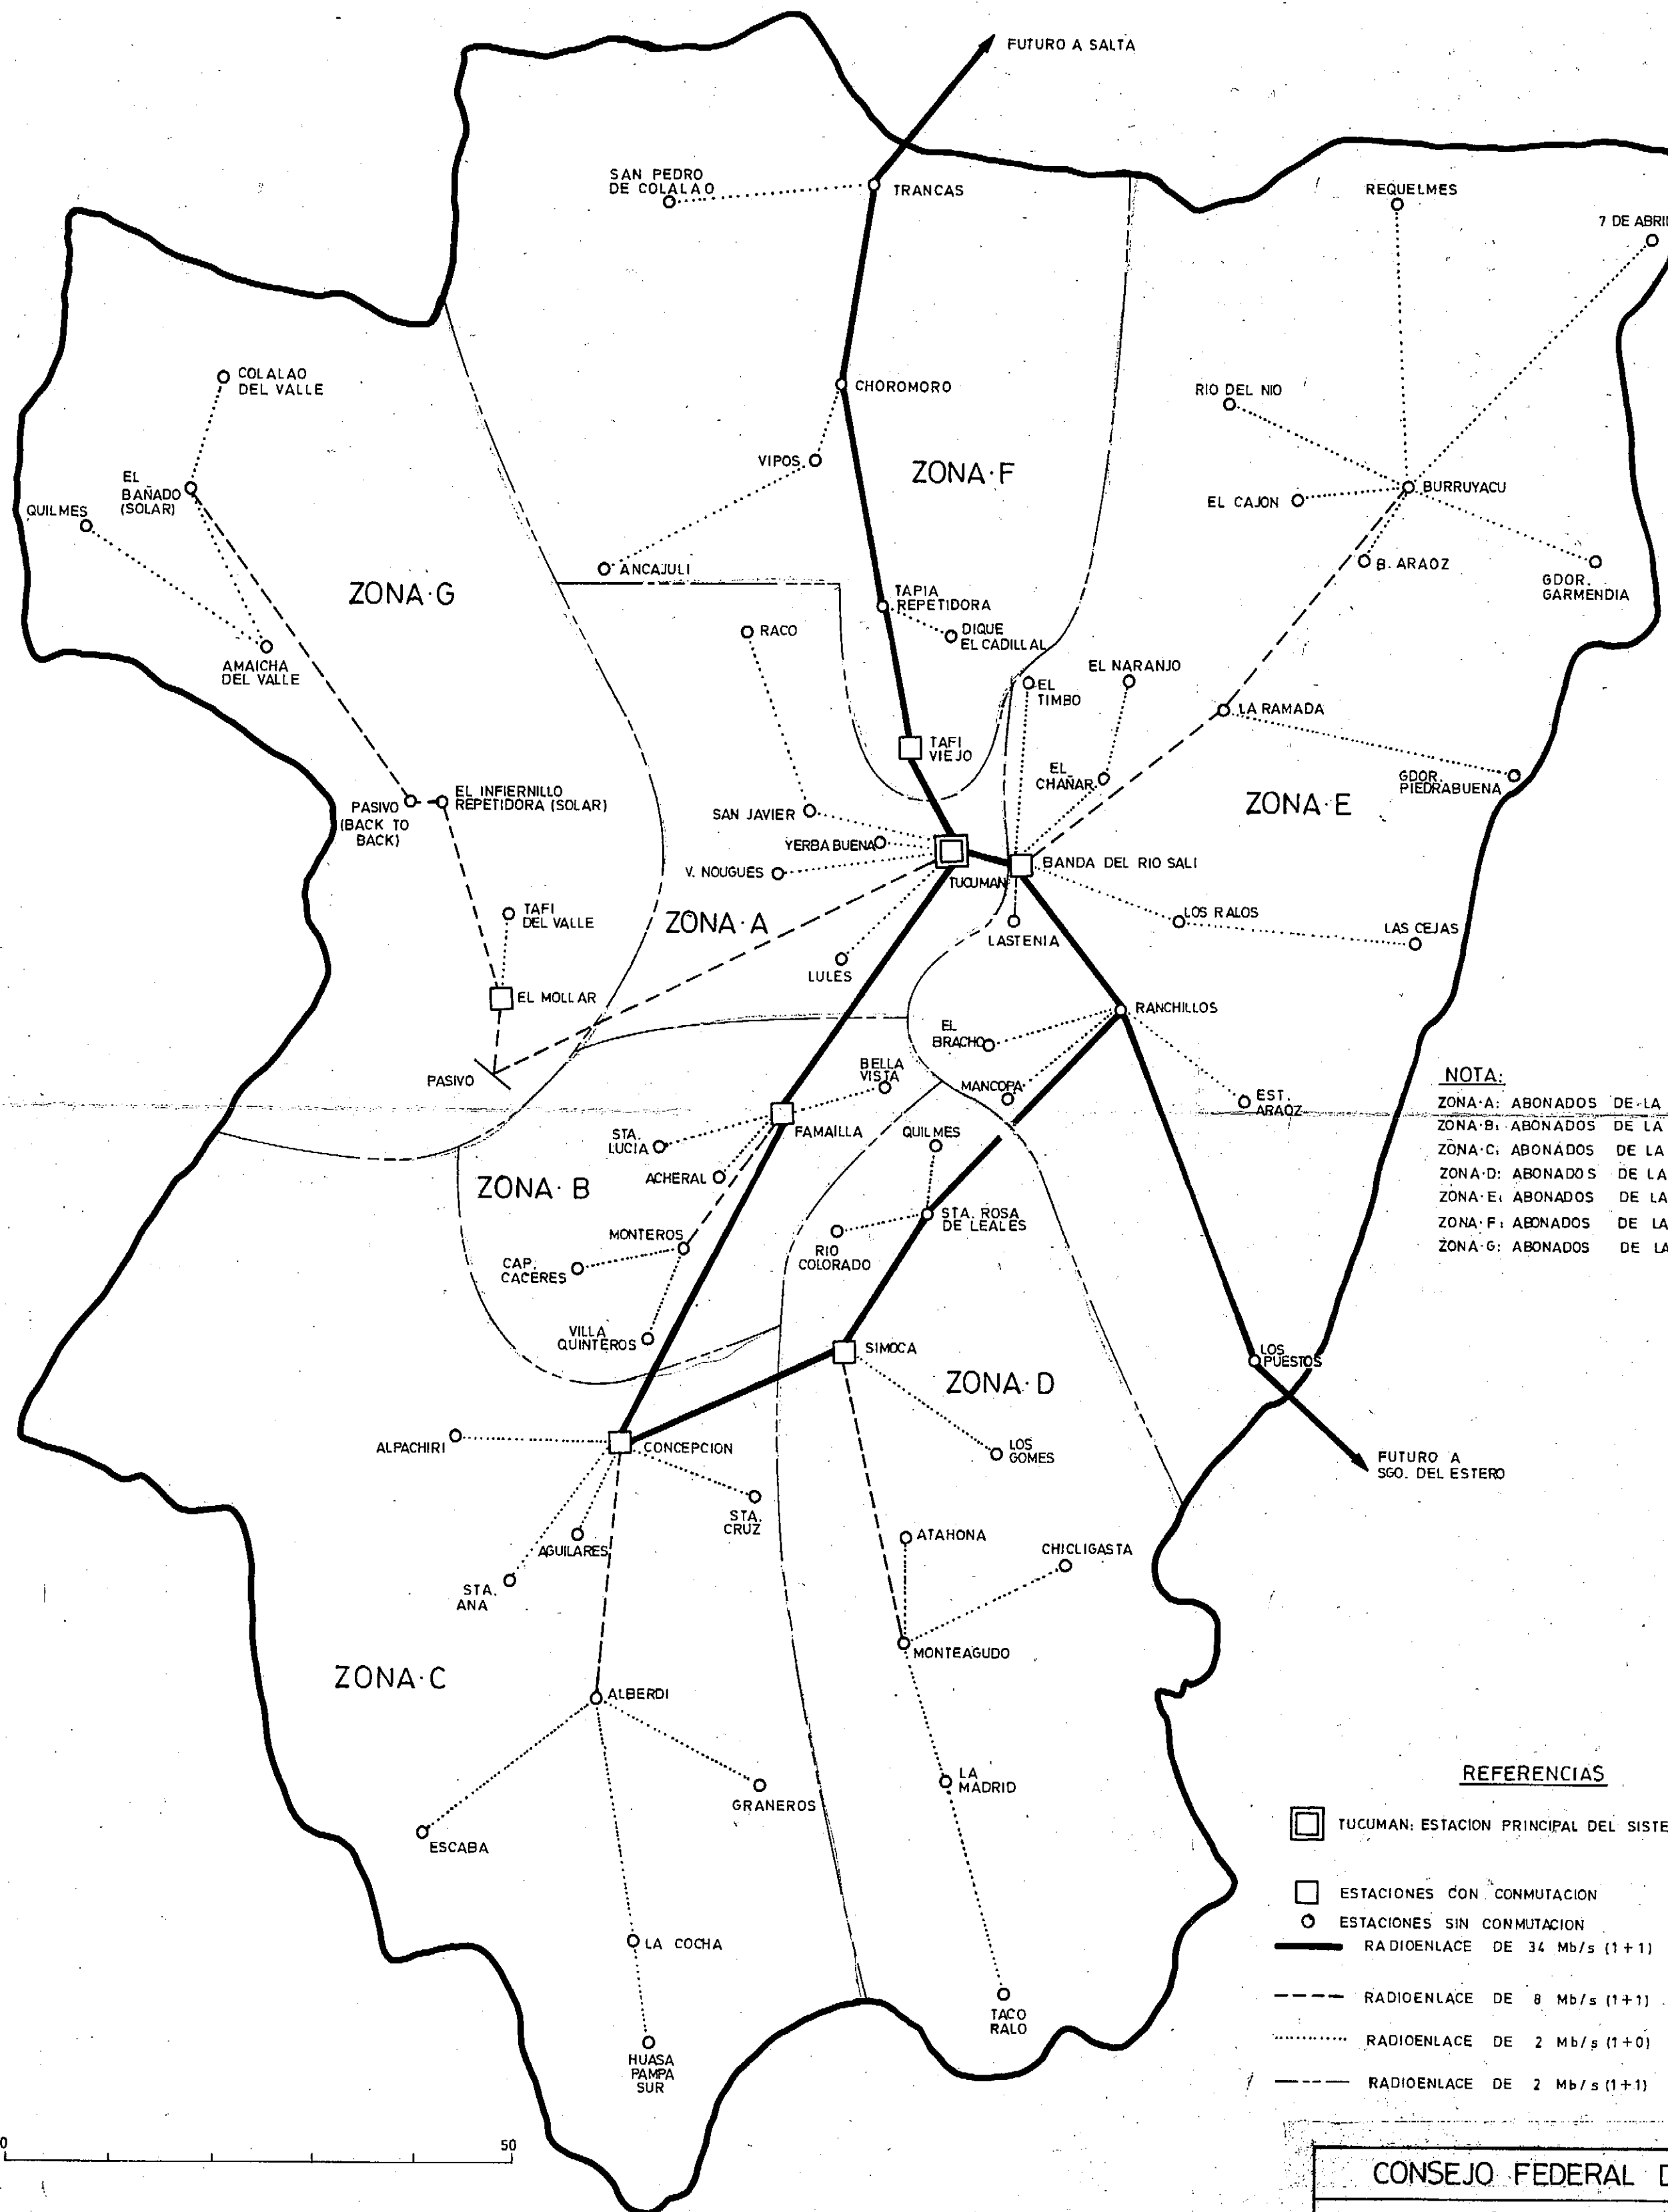 FUTURO A SALTA
SAN PEDRO
DE COLALAO
TRANCAS
REQUELMES
7 DE ABRIL
COLALAO
DEL VALLE
CHOROMORO
RIO DEL NIO
VIPOS
ZONA·F
EL
BAÑADO
(SOLAR)
QUILMES
BURRUYACU
EL CAJON
ANCAJULI
B. ARAOZ
GDOR.
GARMENDIA
ZONA·G
TAPIA
REPETIDORA
RACO
DIQUE
EL CADILLAL
AMAICHA
DEL VALLE
EL NARANJO
EL
TIMBO
LA RAMADA
TAFI
VIEJO
EL
CHAÑAR
GDOR.
PIEDRABUENA
EL INFIERNILLO
REPETIDORA (SOLAR)
PASIVO
(BACK TO
BACK)
SAN JAVIER
ZONA·E
YERBA BUENA
V. NOUGUES
TUCUMAN
BANDA DEL RIO SALI
TAFI
DEL VALLE
ZONA·A
LOS RALOS
LASTENIA
LAS CEJAS
LULES
EL MOLLAR
RANCHILLOS
EL
BRACHO
PASIVO
BELLA
VISTA
MANCOPA
EST.
ARAOZ
NOTA:
ZONA·A: ABONADOS DE LA
ZONA·B: ABONADOS DE LA
ZONA·C: ABONADOS DE LA
ZONA·D: ABONADOS DE LA
ZONA·E: ABONADOS DE LA
ZONA·F: ABONADOS DE LA
ZONA·G: ABONADOS DE LA
STA.
LUCIA
FAMAILLA
QUILMES
ACHERAL
ZONA·B
STA. ROSA
DE LEALES
MONTEROS
RIO
COLORADO
CAP.
CACERES
VILLA
QUINTEROS
SIMOCA
LOS
PUESTOS
ZONA·D
ALPACHIRI
CONCEPCION
LOS
GOMES
FUTURO A
SGO. DEL ESTERO
STA.
CRUZ
AGUILARES
ATAHONA
CHICLIGASTA
STA.
ANA
MONTEAGUDO
ZONA·C
ALBERDI
LA
MADRID
GRANEROS
ESCABA
LA COCHA
TACO
RALO
HUASA
PAMPA
SUR
REFERENCIAS
TUCUMAN: ESTACION PRINCIPAL DEL SISTE
ESTACIONES CON CONMUTACION
ESTACIONES SIN CONMUTACION
RADIOENLACE DE 34 Mb/s (1+1)
RADIOENLACE DE 8 Mb/s (1+1)
RADIOENLACE DE 2 Mb/s (1+0)
RADIOENLACE DE 2 Mb/s (1+1)
0 50
CONSEJO FEDERAL D